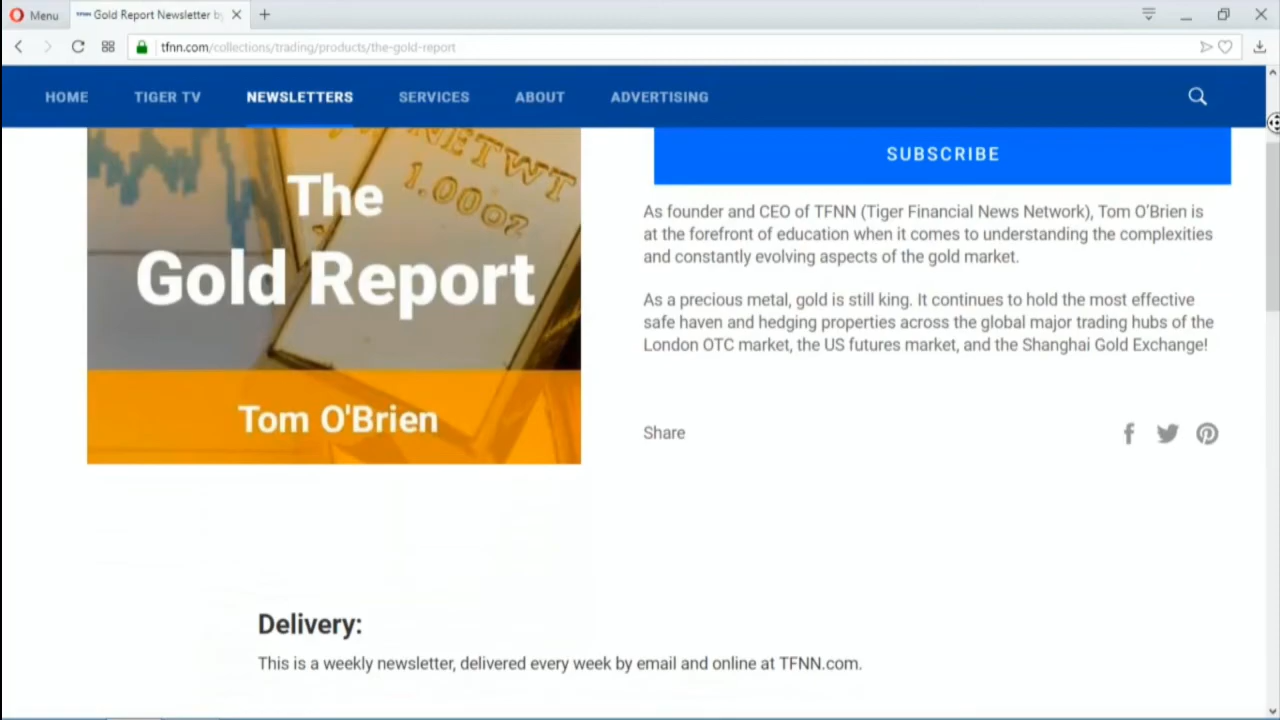 Menu
Gold Report Newsletter by
tfnn.com/collections/trading/products/the-gold-report
HOME TIGER TV NEWSLETTERS SERVICES ABOUT ADVERTISING
NETWT
1.00oz
The
Gold Report
Tom O'Brien
SUBSCRIBE
As founder and CEO of TFNN (Tiger Financial News Network), Tom O'Brien is
at the forefront of education when it comes to understanding the complexities
and constantly evolving aspects of the gold market.
As a precious metal, gold is still king. It continues to hold the most effective
safe haven and hedging properties across the global major trading hubs of the
London OTC market, the US futures market, and the Shanghai Gold Exchange!
Share
Delivery:
This is a weekly newsletter, delivered every week by email and online at TFNN.com.